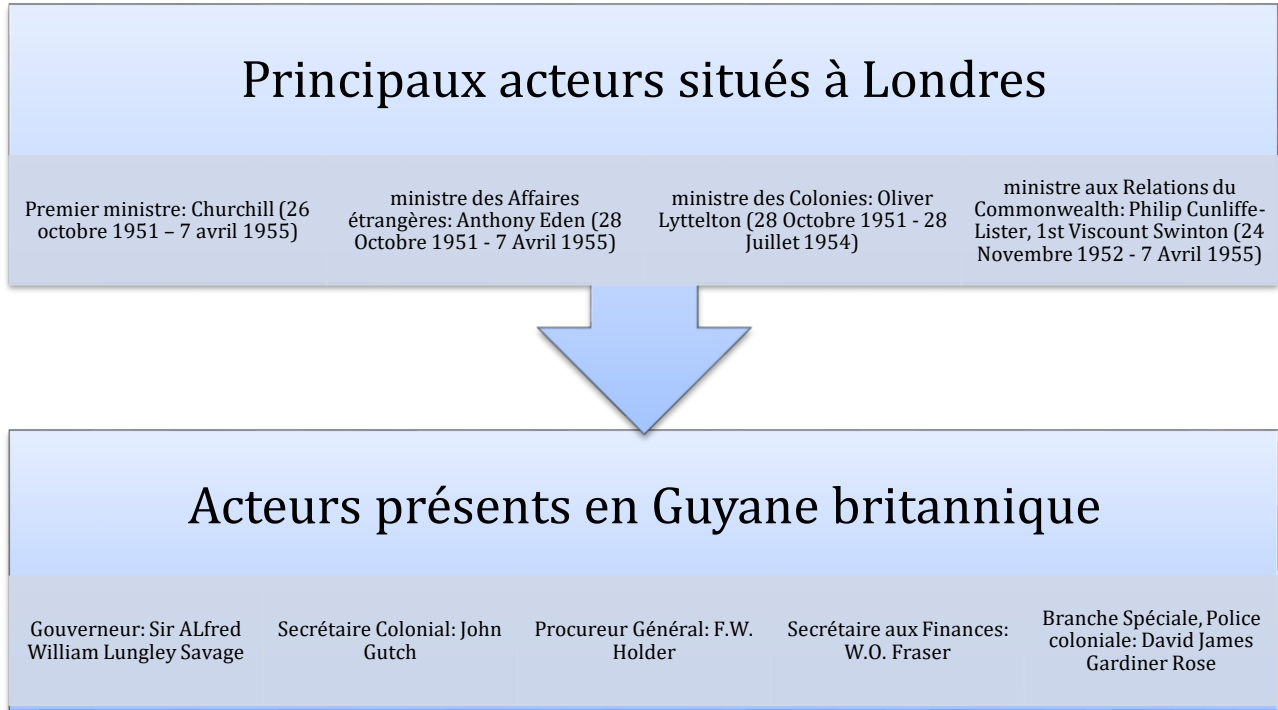 Principaux acteurs situés à Londres
Premier ministre: Churchill (26
octobre 1951 – 7 avril 1955)
ministre des Affaires
étrangères: Anthony Eden (28
Octobre 1951 - 7 Avril 1955)
ministre des Colonies: Oliver
Lyttelton (28 Octobre 1951 - 28
Juillet 1954)
ministre aux Relations du
Commonwealth: Philip Cunliffe-
Lister, 1st Viscount Swinton (24
Novembre 1952 - 7 Avril 1955)
Acteurs présents en Guyane britannique
Gouverneur: Sir ALfred
William Lungley Savage
Secrétaire Colonial: John
Gutch
Procureur Général: F.W.
Holder
Secrétaire aux Finances:
W.O. Fraser
Branche Spéciale, Police
coloniale: David James
Gardiner Rose